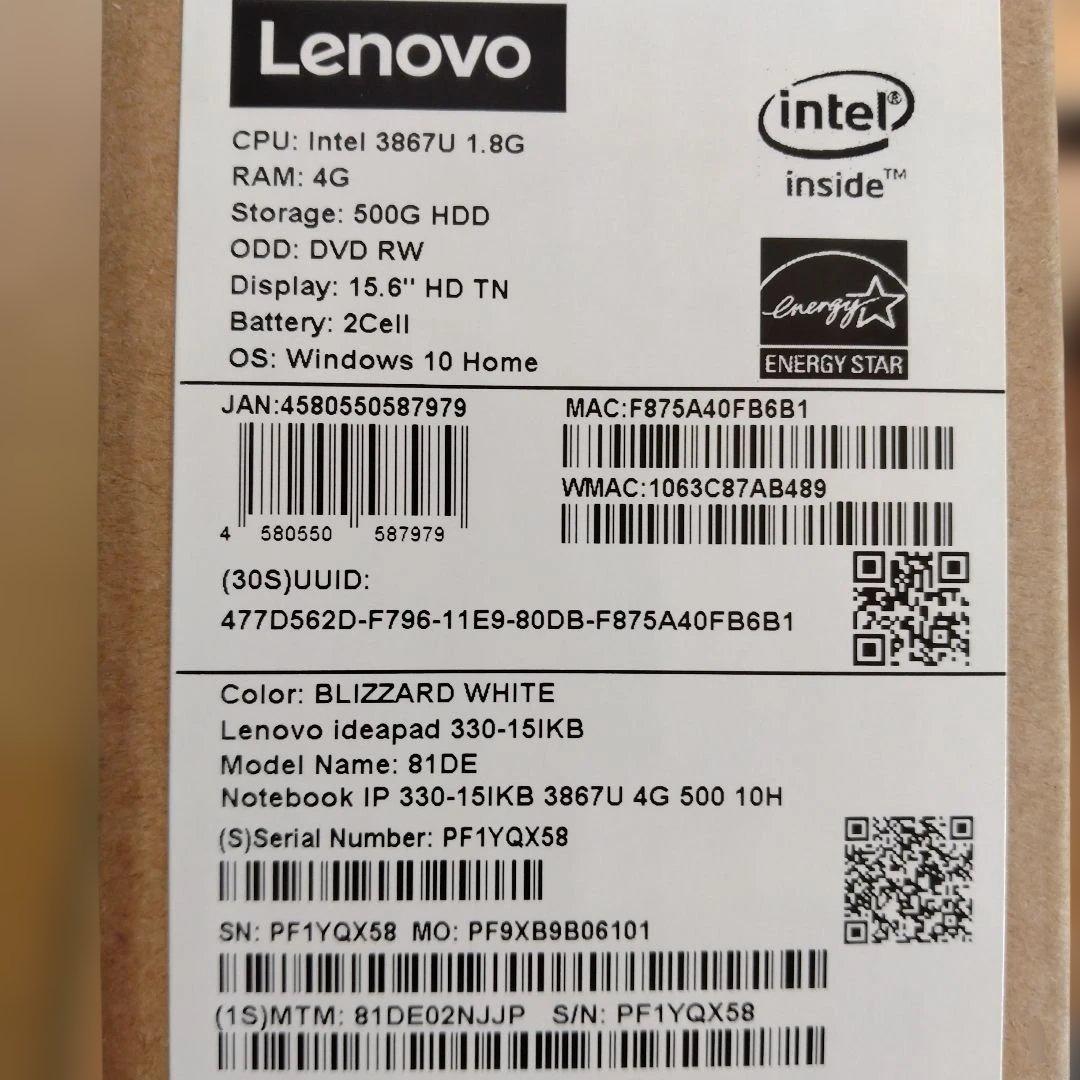 Lenovo
intel®
inside™
CPU: Intel 3867U 1.8G
RAM: 4G
Storage: 500G HDD
ODD: DVD RW
Display: 15.6" HD TN
Battery: 2Cell
OS: Windows 10 Home
energy
ENERGY STAR
JAN:4580550587979
4 580550 587979
MAC:F875A40FB6B1
WMAC:1063C87AB489
(30S)UUID:
477D562D-F796-11E9-80DB-F875A40FB6B1
Color: BLIZZARD WHITE
Lenovo ideapad 330-15IKB
Model Name: 81DE
Notebook IP 330-15IKB 3867U 4G 500 10H
(S)Serial Number: PF1YQX58
SN: PF1YQX58 MO: PF9XB9B06101
(1S)MTM: 81DE02NJJP S/N: PF1YQX58